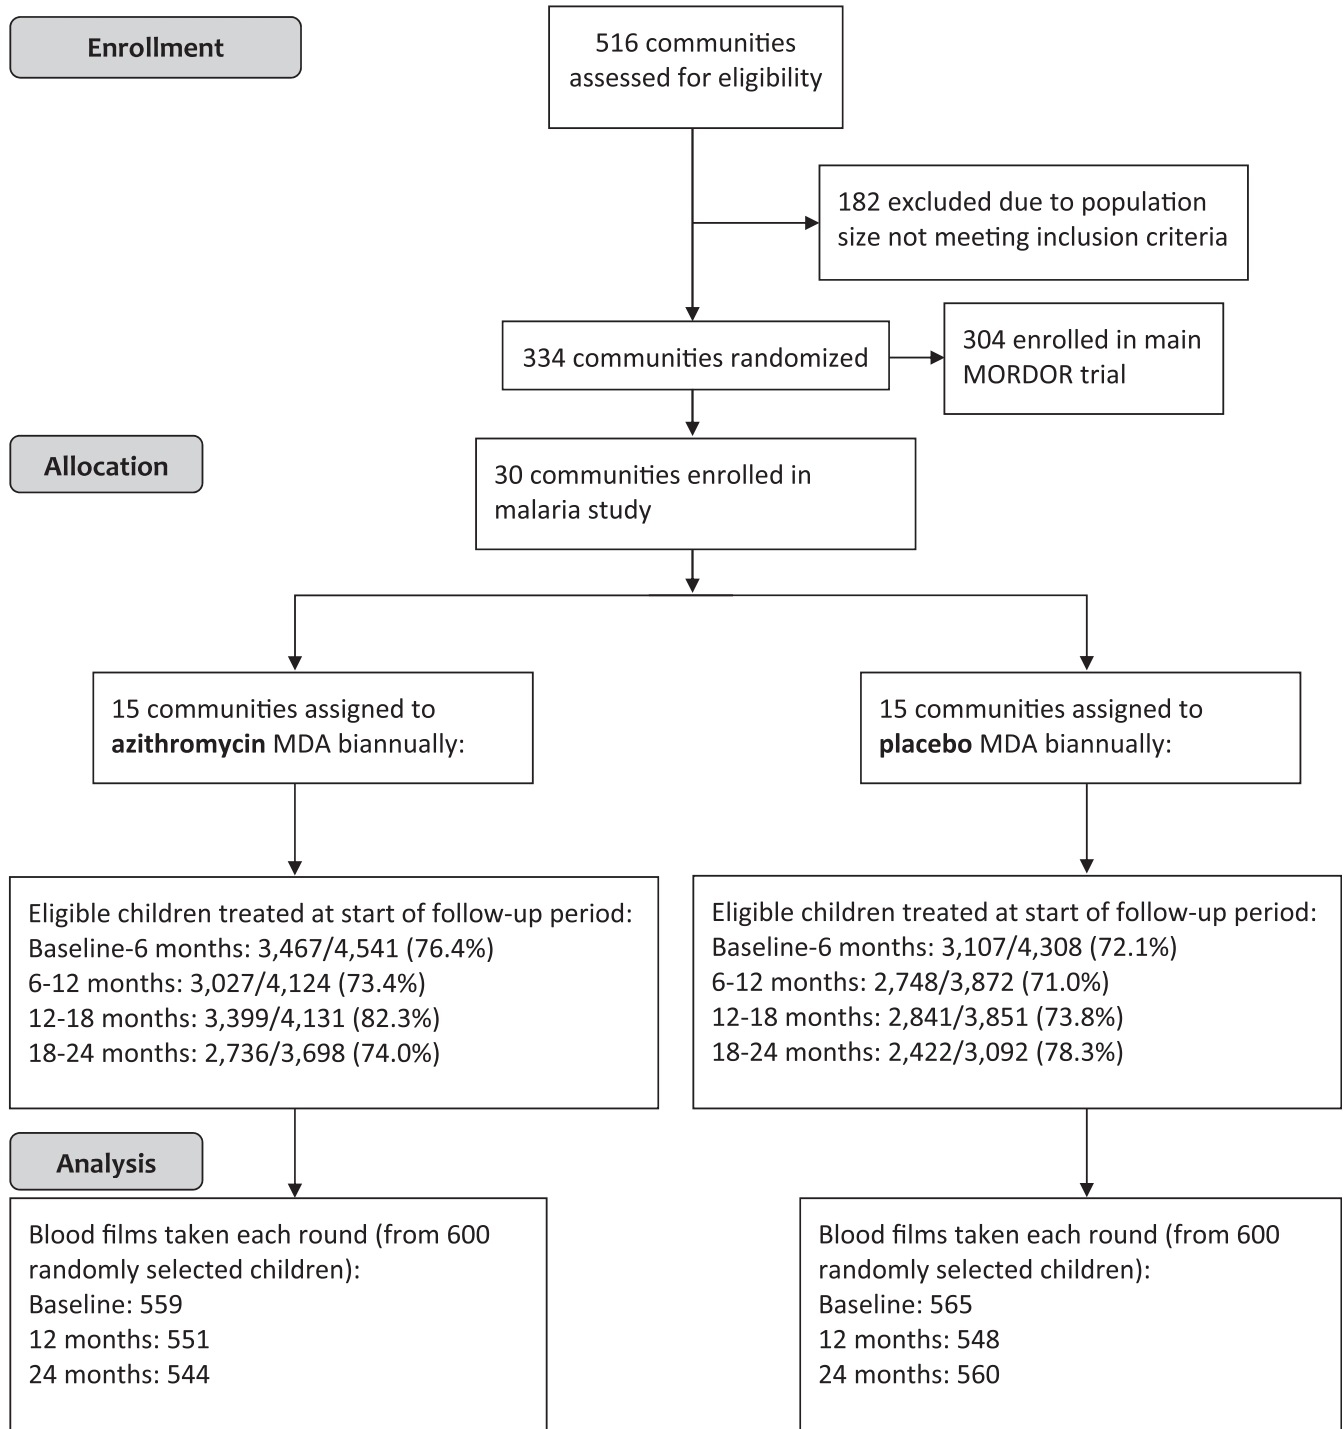 Enrollment
516 communities
assessed for eligibility
182 excluded due to population
size not meeting inclusion criteria
334 communities randomized
304 enrolled in main
MORDOR trial
Allocation
30 communities enrolled in
malaria study
15 communities assigned to
azithromycin MDA biannually:
15 communities assigned to
placebo MDA biannually:
Eligible children treated at start of follow-up period:
Baseline-6 months: 3,467/4,541 (76.4%)
6-12 months: 3,027/4,124 (73.4%)
12-18 months: 3,399/4,131 (82.3%)
18-24 months: 2,736/3,698 (74.0%)
Eligible children treated at start of follow-up period:
Baseline-6 months: 3,107/4,308 (72.1%)
6-12 months: 2,748/3,872 (71.0%)
12-18 months: 2,841/3,851 (73.8%)
18-24 months: 2,422/3,092 (78.3%)
Analysis
Blood films taken each round (from 600
randomly selected children):
Baseline: 559
12 months: 551
24 months: 544
Blood films taken each round (from 600
randomly selected children):
Baseline: 565
12 months: 548
24 months: 560